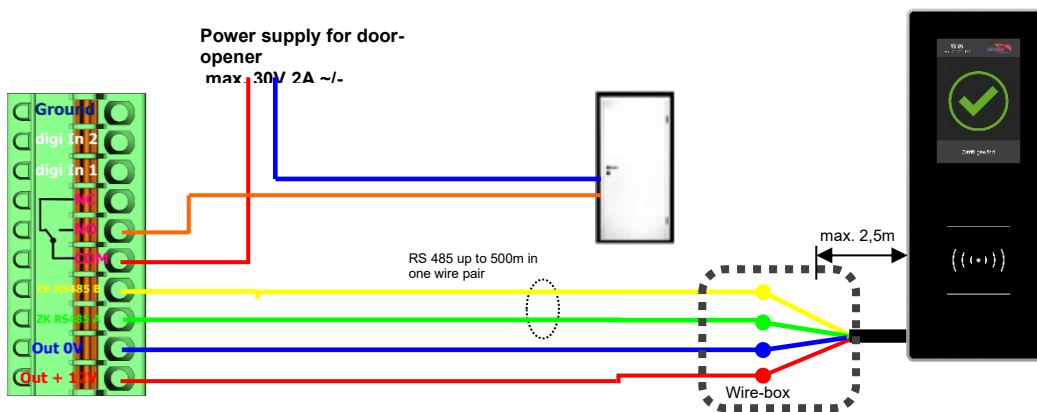 Power supply for door-
opener
max. 30V 2A ~/-
Ground
digi In 2
digi In 1
NC
NO
COM
ZK RS485 B
ZK RS485 A
Out 0V
Out + 12V
RS 485 up to 500m in
one wire pair
max. 2,5m
Wire-box